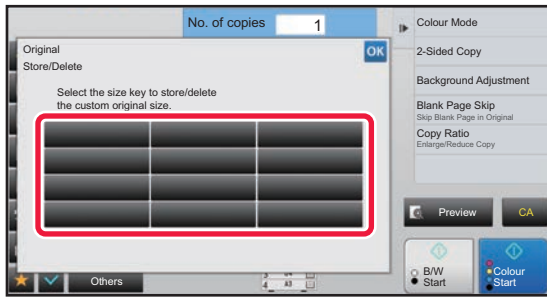 No. of copies 1
Original
OK
Store/Delete
Select the size key to store/delete
the custom original size.
Colour Mode
2-Sided Copy
Background Adjustment
Blank Page Skip
Skip Blank Page in Original
Copy Ratio
Enlarge/Reduce Copy
Preview
CA
B/W
Start
Colour
Start
Others
4 A3